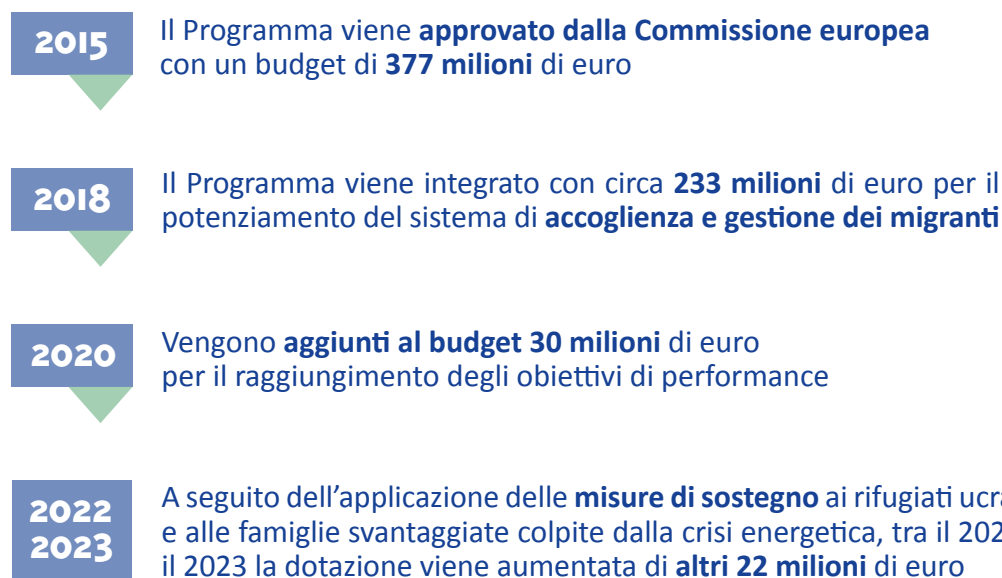 2015
Il Programma viene approvato dalla Commissione europea
con un budget di 377 milioni di euro
2018
Il Programma viene integrato con circa 233 milioni di euro per il
potenziamento del sistema di accoglienza e gestione dei migranti
2020
Vengono aggiunti al budget 30 milioni di euro
per il raggiungimento degli obiettivi di performance
2022
2023
A seguito dell’applicazione delle misure di sostegno ai rifugiati
e alle famiglie svantaggiate colpite dalla crisi energetica, tra il
il 2023 la dotazione viene aumentata di altri 22 milioni di euro